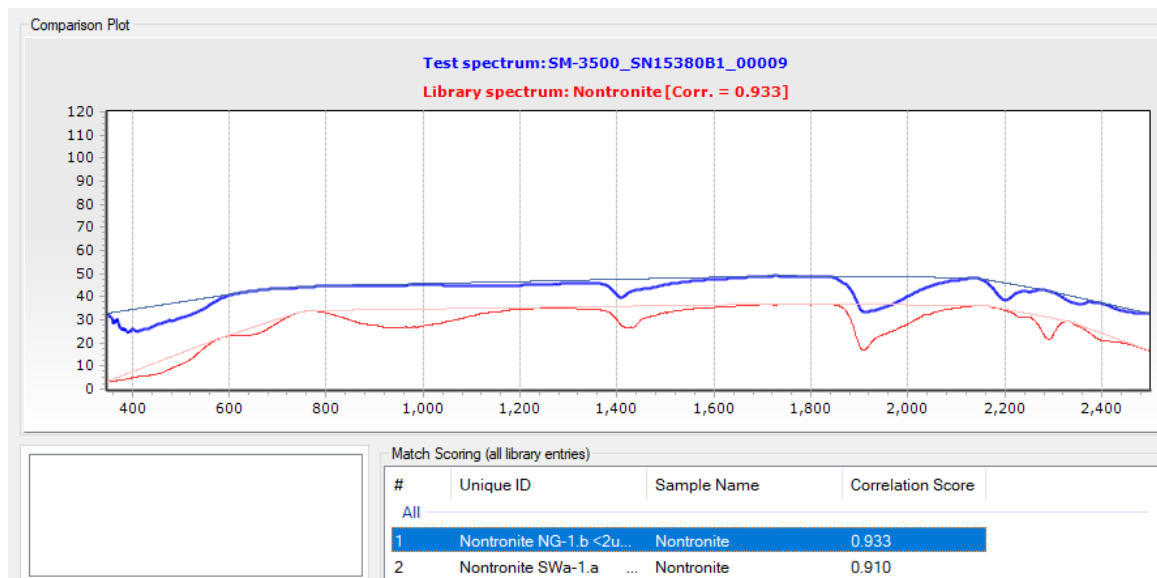 Comparison Plot
Test spectrum: SM-3500_SN15380B1_00009
Library spectrum: Nontronite [Corr. = 0.933]
120
110
100
90
80
70
60
50
40
30
20
10
0
400 600 800 1,000 1,200 1,400 1,600 1,800 2,000 2,200 2,400
Match Scoring (all library entries)
# Unique ID Sample Name Correlation Score
All
1 Nontronite NG-1.b <2u... Nontronite 0.933
2 Nontronite SWa-1.a ... Nontronite 0.910